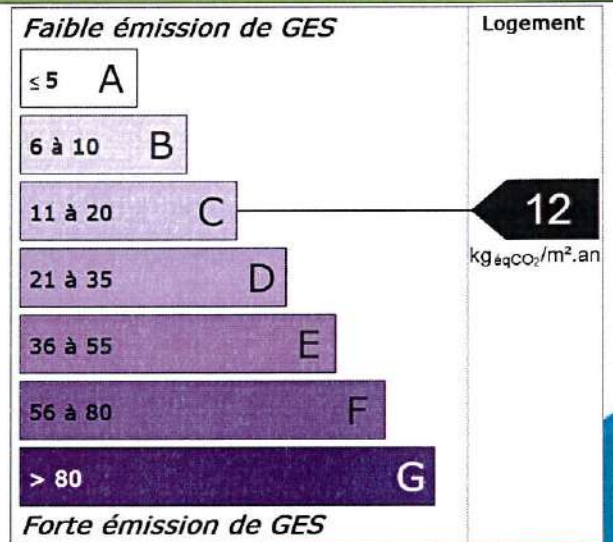 Faible émission de GES
Logement
≤ 5 A
6 à 10 B
11 à 20 C
12
kgéqCO₂/m².an
21 à 35 D
36 à 55 E
56 à 80 F
> 80 G
Forte émission de GES